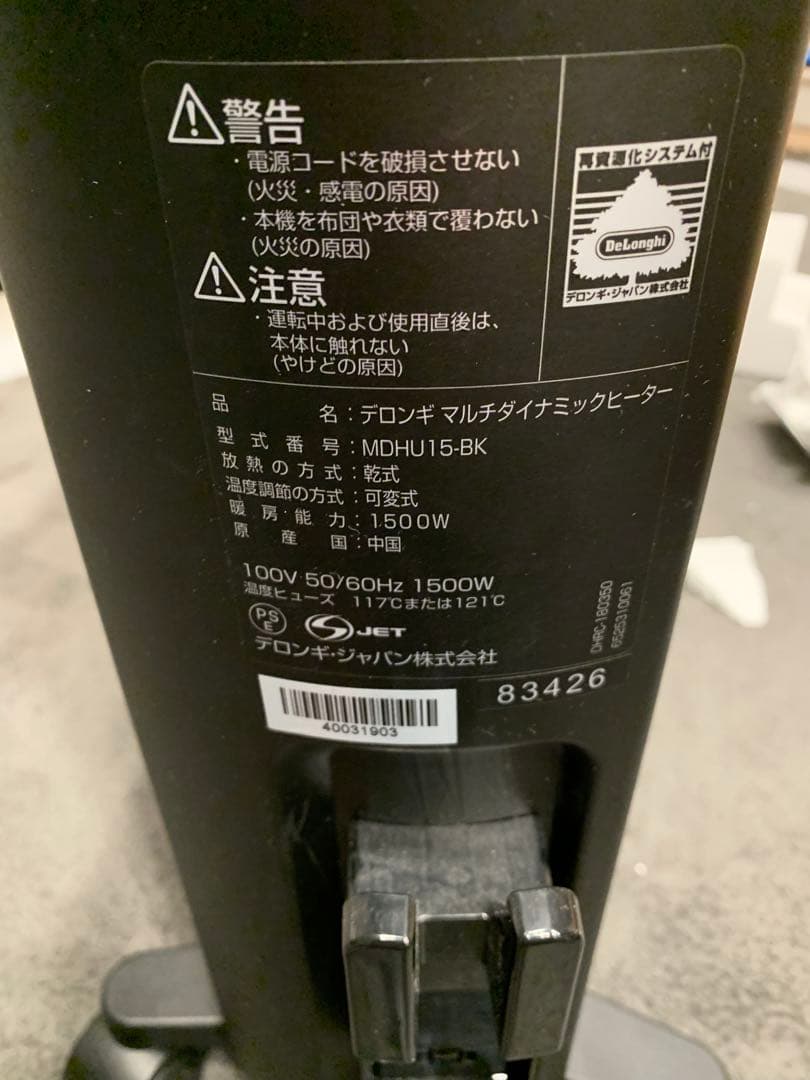 警告
・電源コードを破損させない
(火災・感電の原因)
・本機を布団や衣類で覆わない
(火災の原因)
注意
・運転中および使用直後は、
本体に触れない
(やけどの原因)
再資源化システム付
DeLonghi
デロンギ・ジャパン株式会社
品名：デロンギ マルチダイナミックヒーター
型式番号：MDHU15-BK
放熱の方式：乾式
温度調節の方式：可変式
暖房能力：1500W
原産国：中国
100V 50/60Hz 1500W
温度ヒューズ 117℃または121℃
PSE JET
デロンギ・ジャパン株式会社
DHRC-180350
6525310061
83426
40031903